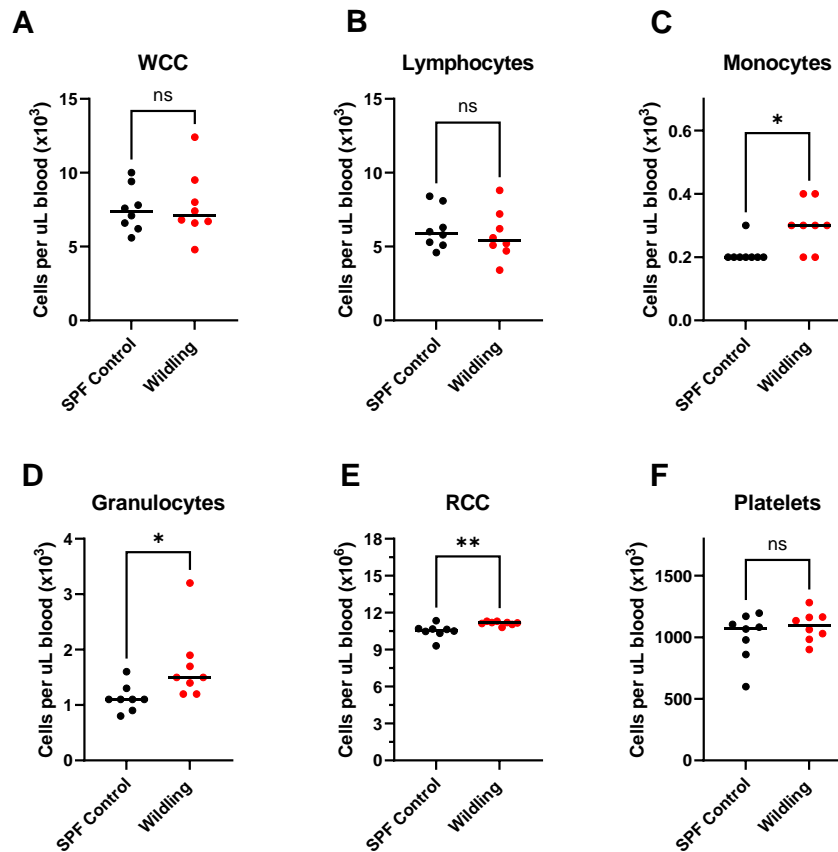 A
WCC
Cells per uL blood (x10³)
15
10
5
0
ns
SPF Control
Wildling
B
Lymphocytes
Cells per uL blood (x10³)
15
10
5
0
ns
SPF Control
Wildling
C
Monocytes
Cells per uL blood (x10³)
0.6
0.4
0.2
0.0
*
SPF Control
Wildling
D
Granulocytes
Cells per uL blood (x10³)
4
3
2
1
0
*
SPF Control
Wildling
E
RCC
Cells per uL blood (x10⁶)
18
15
12
9
6
3
0
**
SPF Control
Wildling
F
Platelets
Cells per uL blood (x10³)
1500
1000
500
0
ns
SPF Control
Wildling